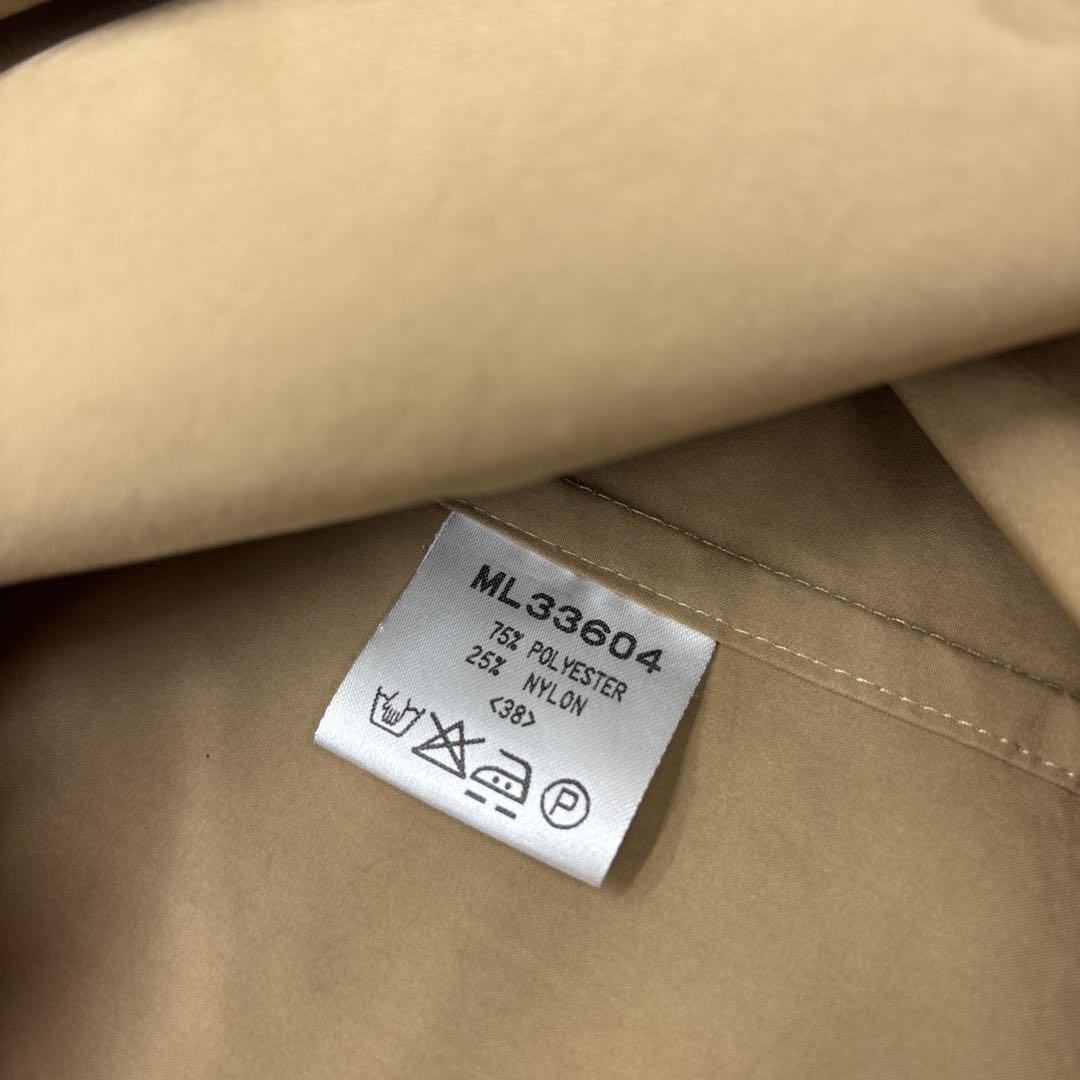 ML33604
75% POLYESTER
25% NYLON
<38>
P